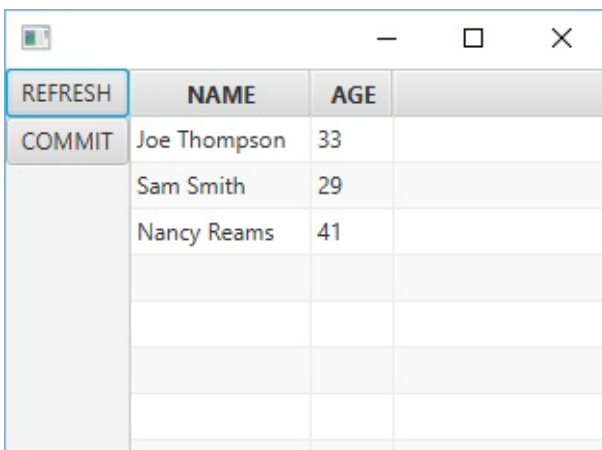 REFRESH
COMMIT
NAME AGE
Joe Thompson 33
Sam Smith 29
Nancy Reams 41